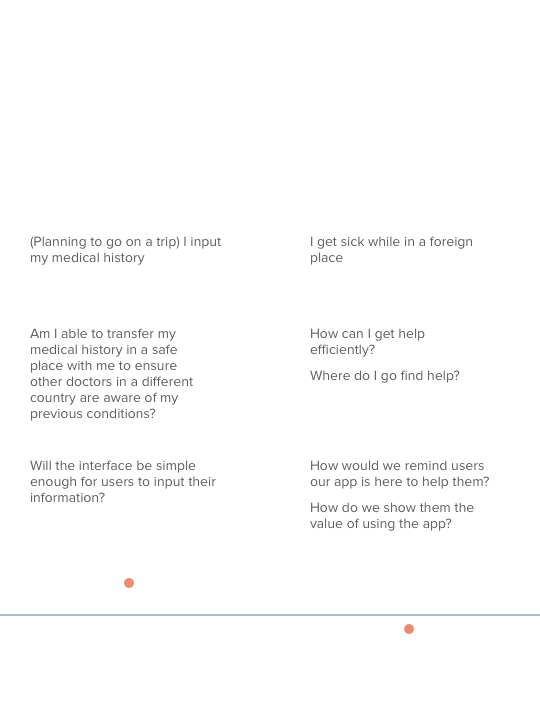 (Planning to go on a trip) I input
my medical history
I get sick while in a foreign
place
Am I able to transfer my
medical history in a safe
place with me to ensure
other doctors in a different
country are aware of my
previous conditions?
How can I get help
efficiently?
Where do I go find help?
Will the interface be simple
enough for users to input their
information?
How would we remind users
our app is here to help them?
How do we show them the
value of using the app?